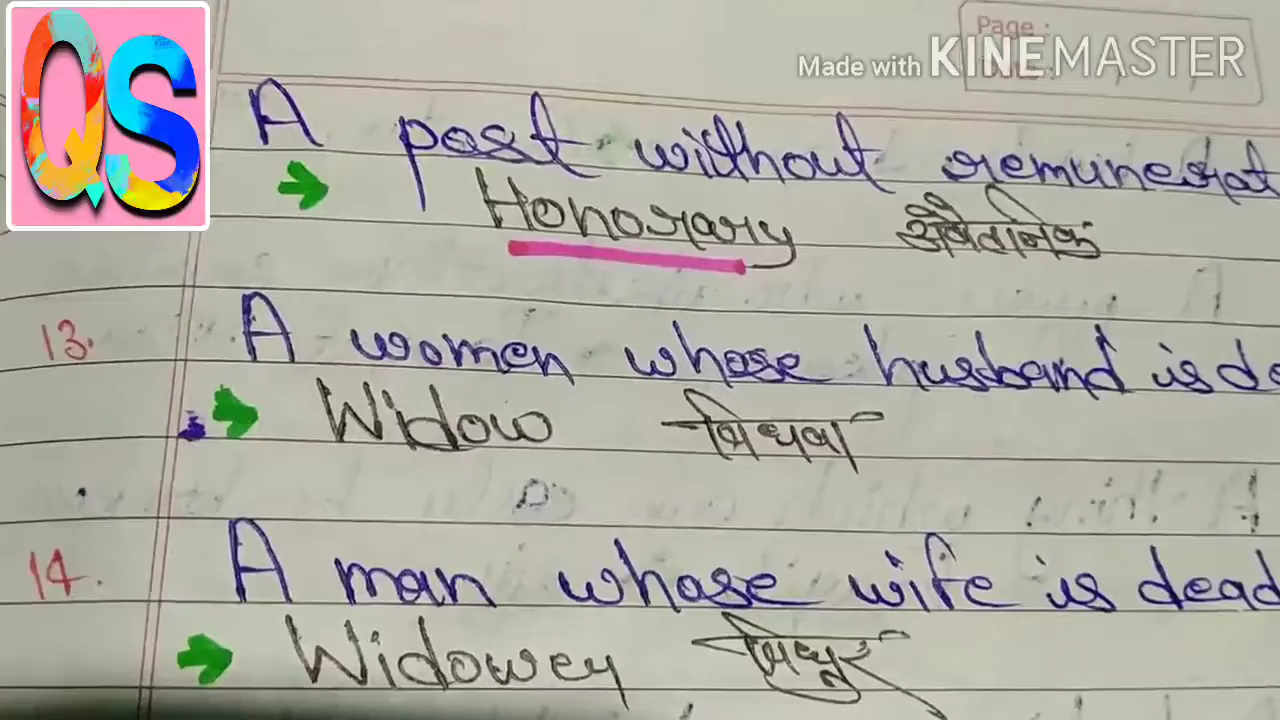 QS
Page :
Made with KINEMASTER
A post without remunerat
Honorary अवैतनिक
13. A women whose husband is de
Widow विधवा
14. A man whose wife is dead
Widower विधुर